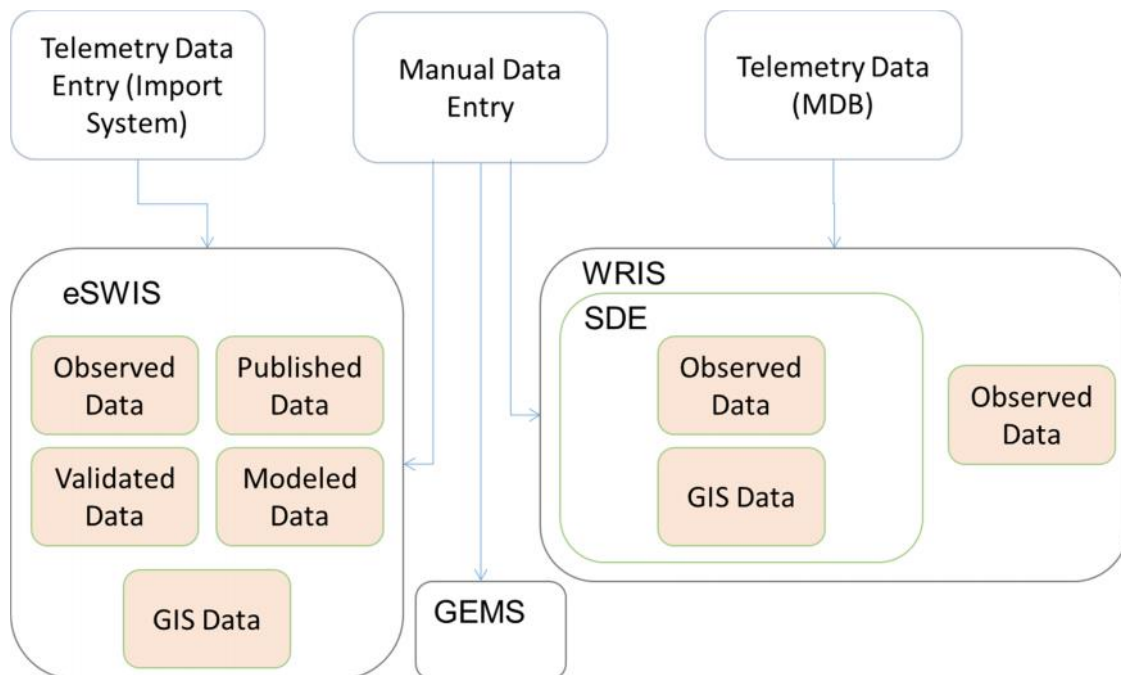 Telemetry Data
Entry (Import
System)
Manual Data
Entry
Telemetry Data
(MDB)
eSWIS
Observed
Data
Published
Data
Validated
Data
Modeled
Data
GIS Data
GEMS
WRIS
SDE
Observed
Data
GIS Data
Observed
Data